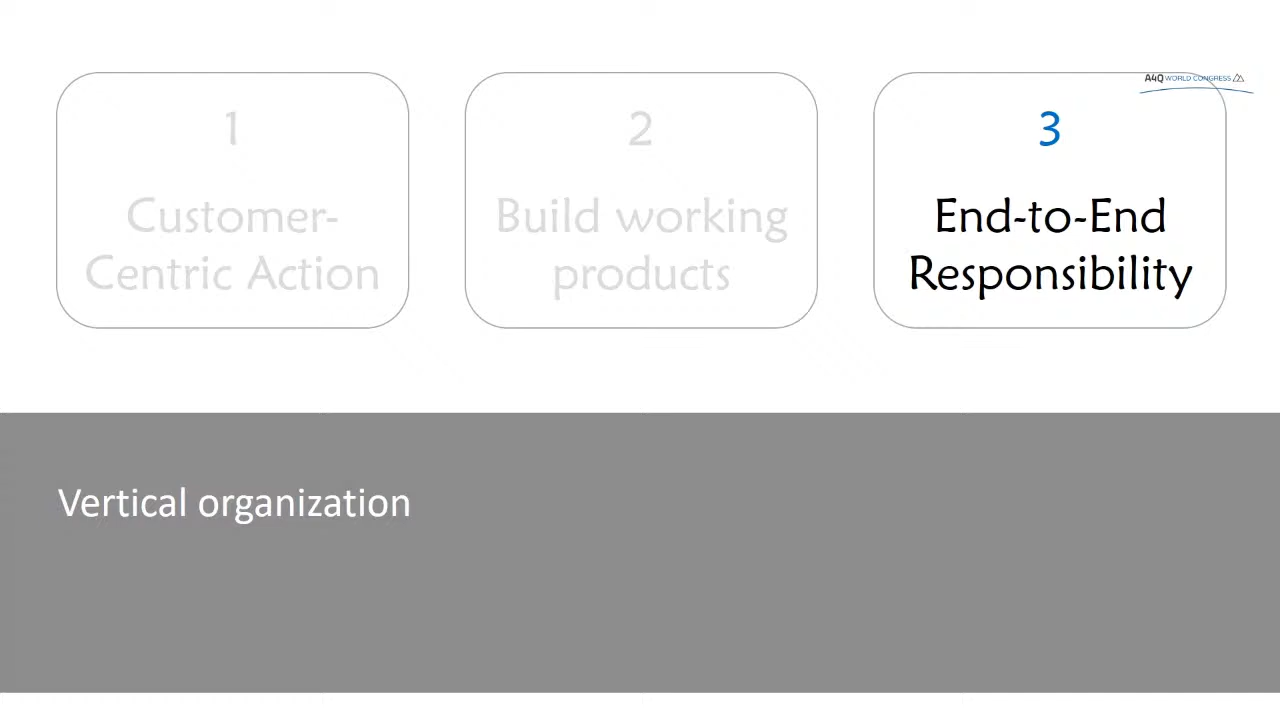 A4Q WORLD CONGRESS
1
Customer-
Centric Action
2
Build working
products
3
End-to-End
Responsibility
Vertical organization